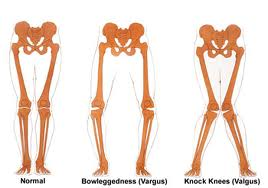 Normal
Bowleggedness (Vargus)
Knock Knees (Valgus)